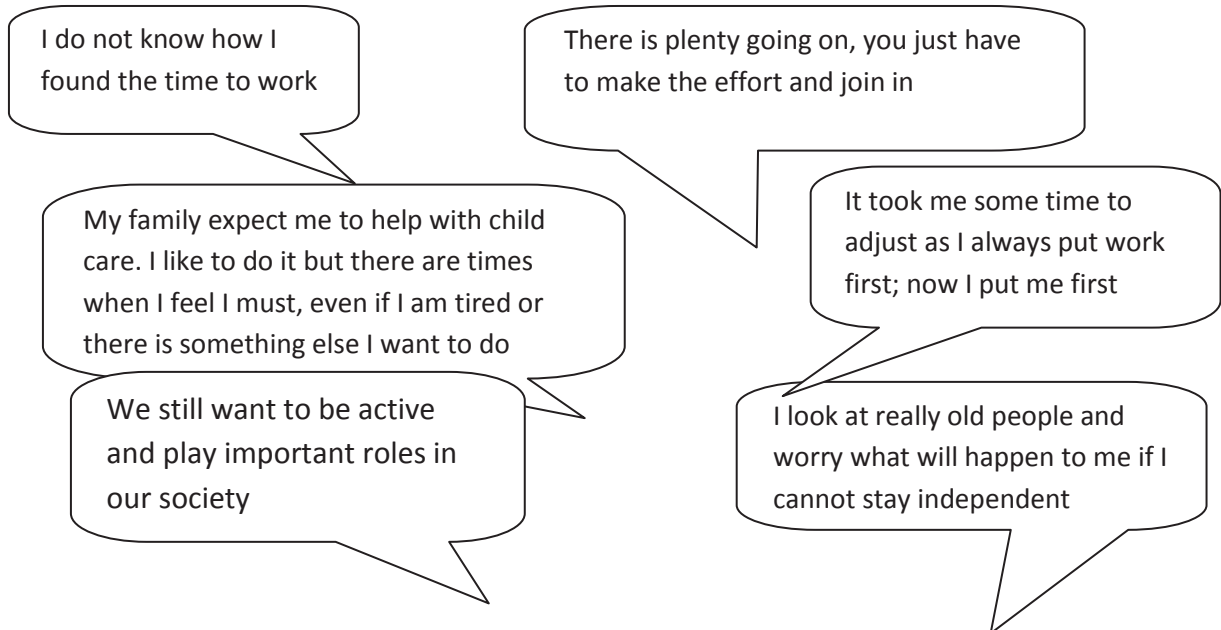 I do not know how I
found the time to work
There is plenty going on, you just have
to make the effort and join in
My family expect me to help with child
care. I like to do it but there are times
when I feel I must, even if I am tired or
there is something else I want to do
It took me some time to
adjust as I always put work
first; now I put me first
We still want to be active
and play important roles in
our society
I look at really old people and
worry what will happen to me if I
cannot stay independent